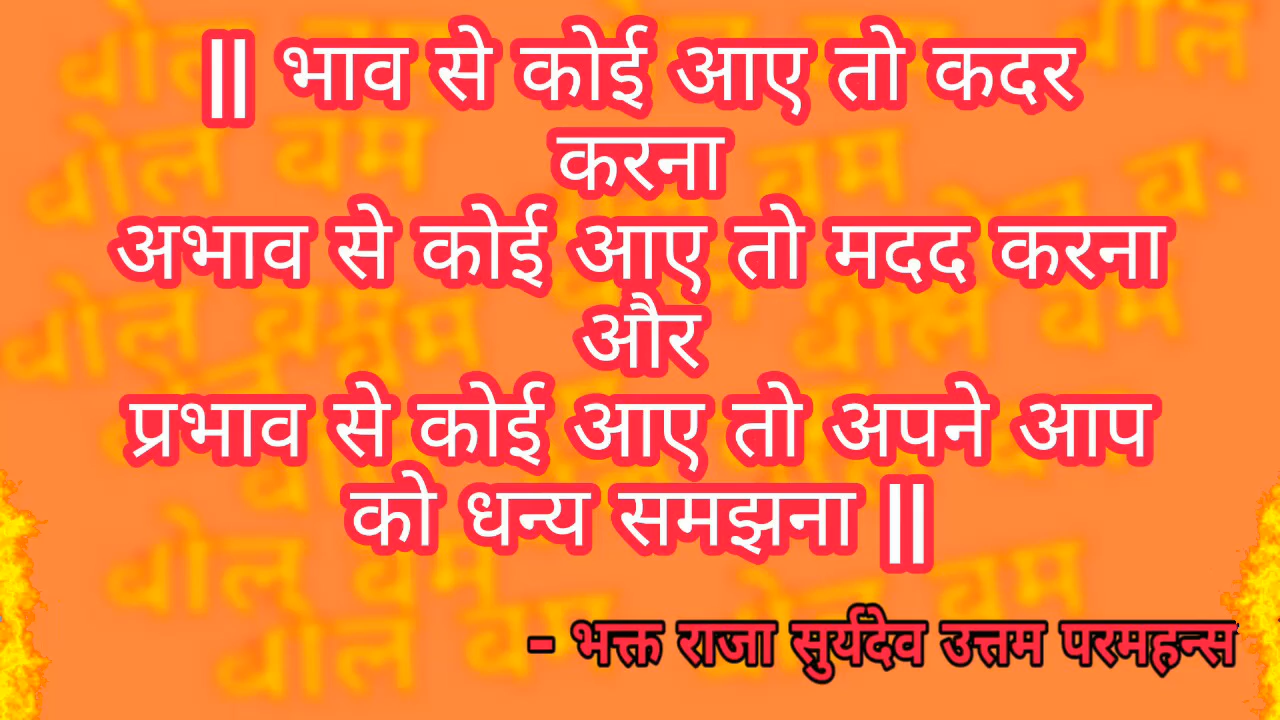 || भाव से कोई आए तो कदर
करना
अभाव से कोई आए तो मदद करना
और
प्रभाव से कोई आए तो अपने आप
को धन्य समझना ||
- भक्त राजा सुर्यदेव उत्तम परमहन्स